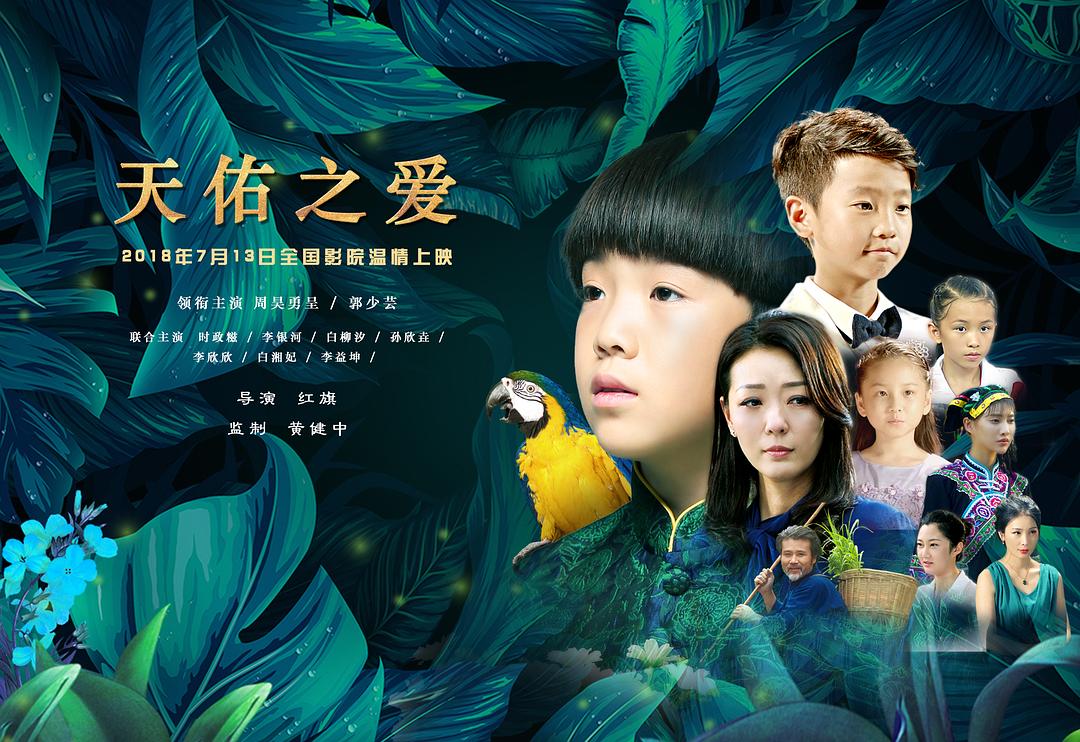 天佑之爱
2018年7月13日全国影院温情上映
领衔主演 周昊勇呈 / 郭少芸
联合主演 时政糍 / 李银河 / 白柳汐 / 孙欣垚 /
李欣欣 / 白湘妃 / 李益坤 /
导演 红旗
监制 黄健中